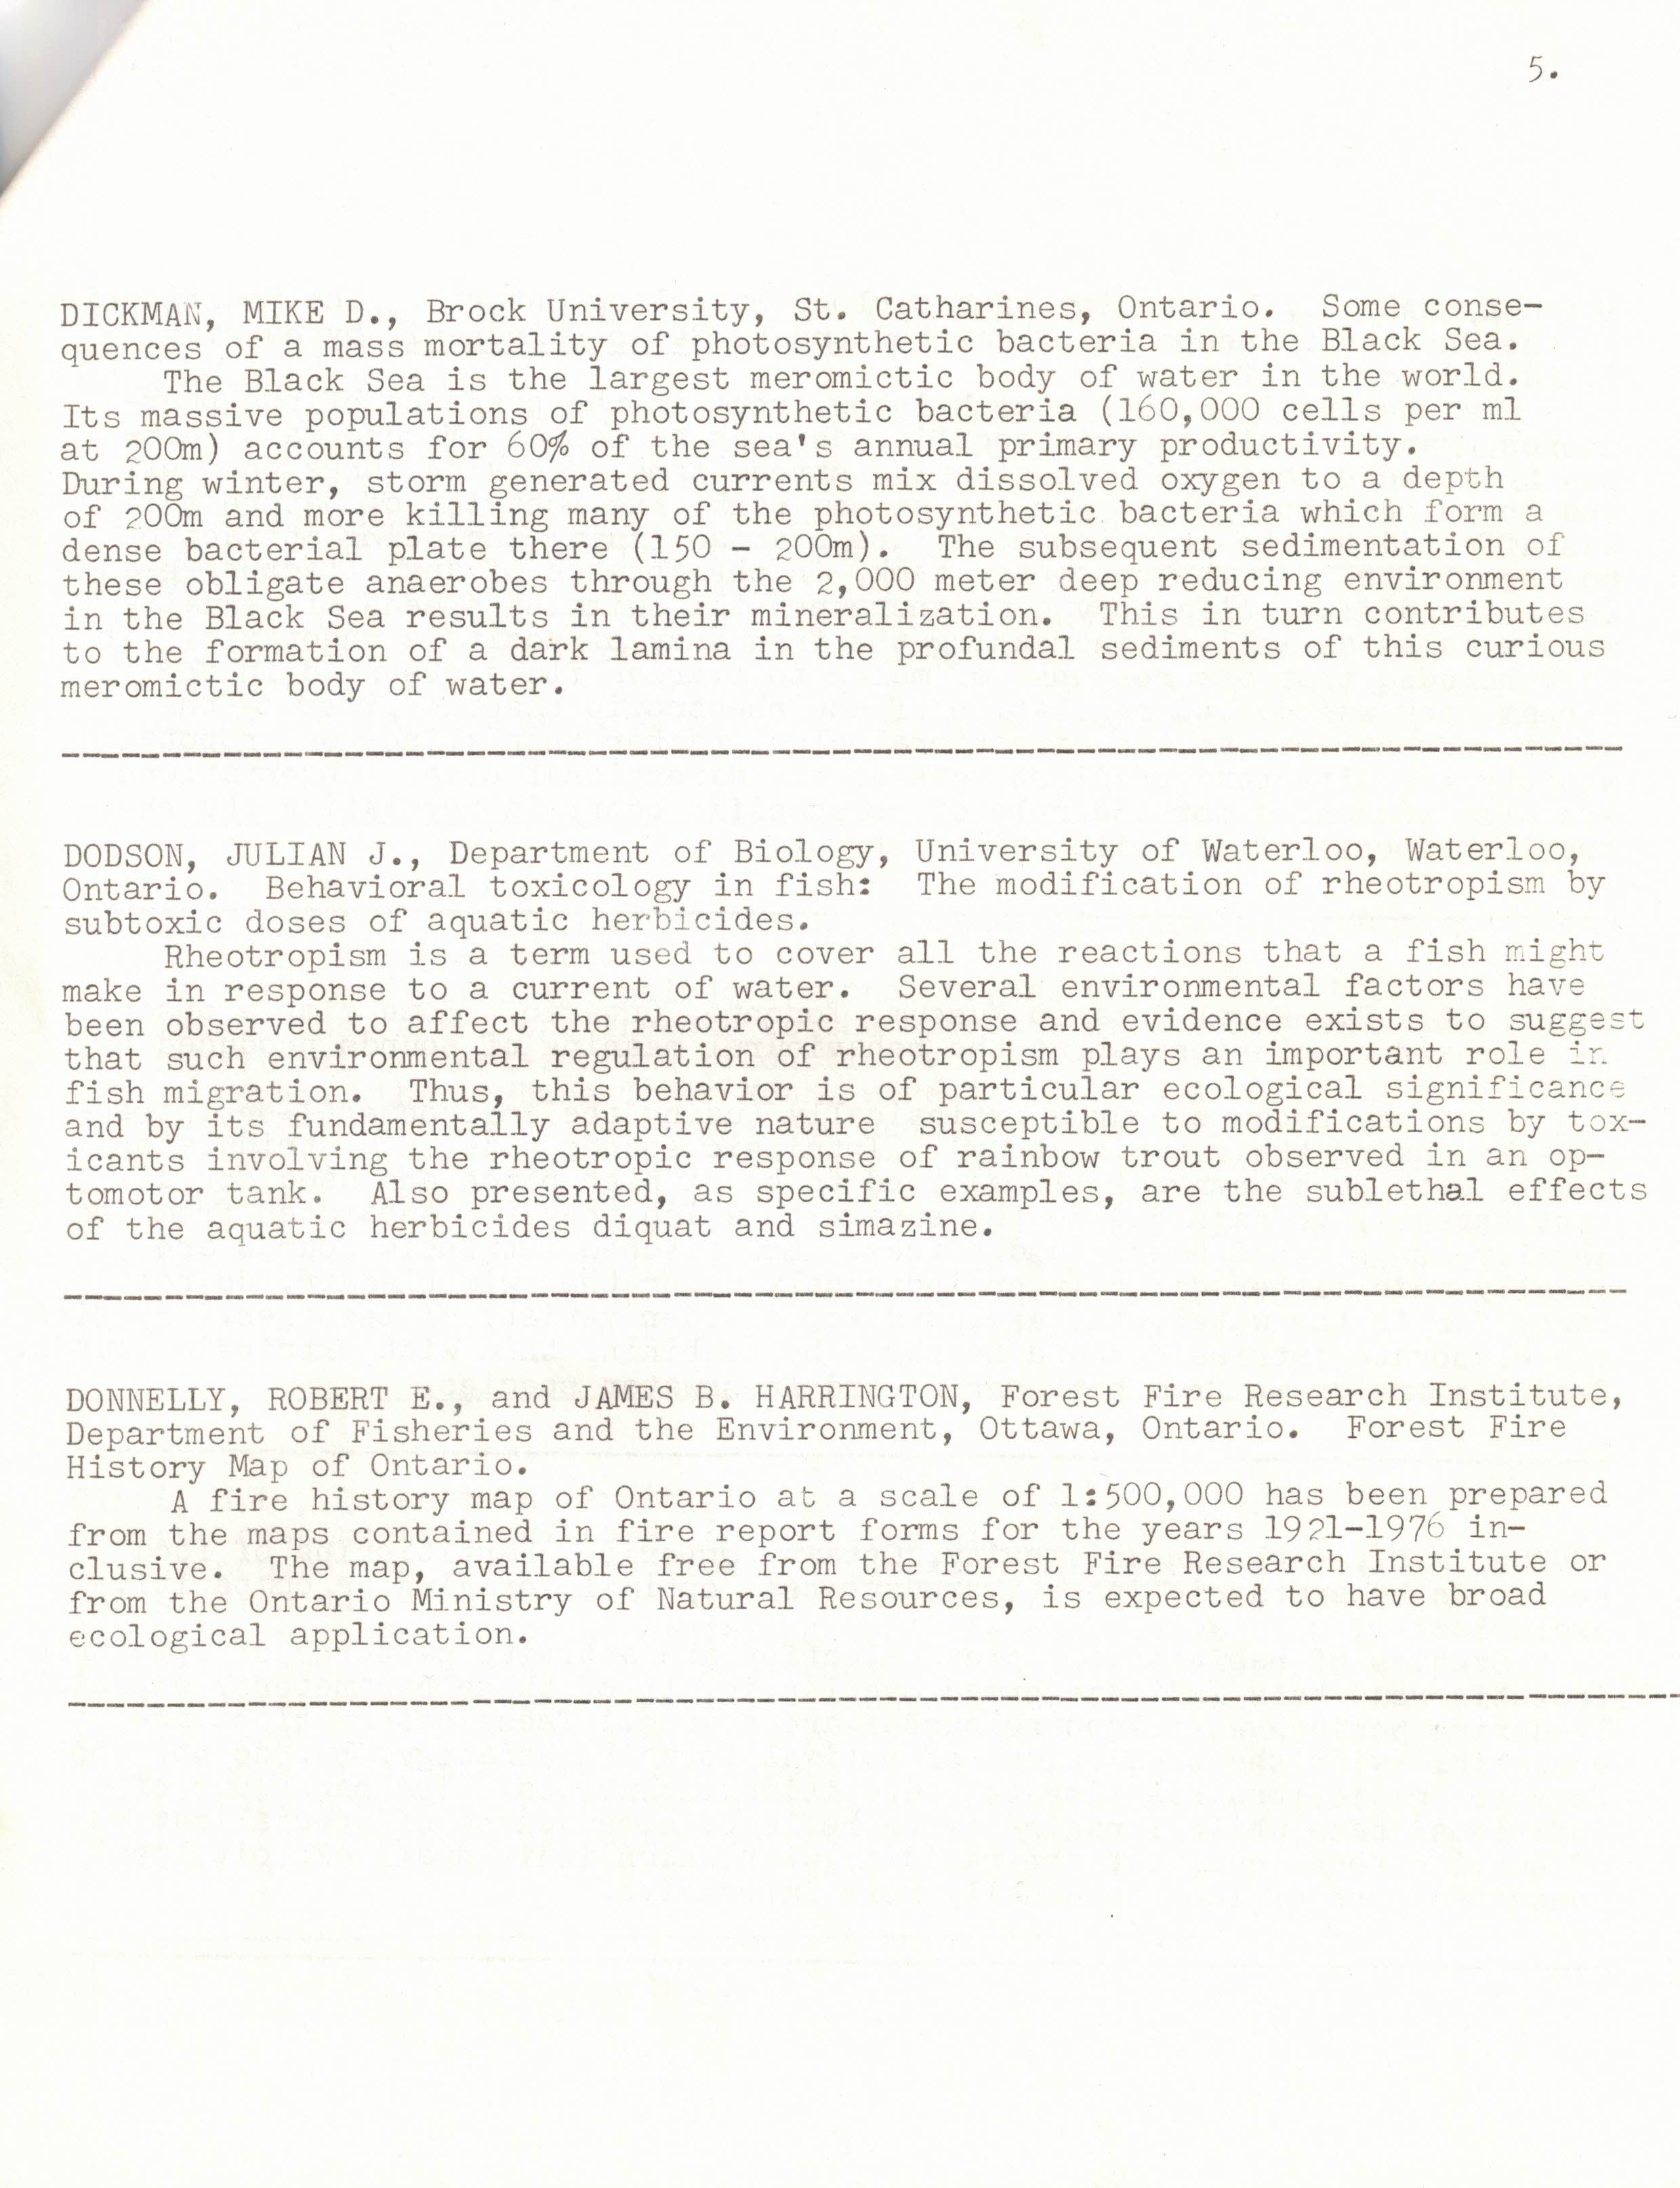 5.
DICKMAN, MIKE D., Brock University, St. Catharines, Ontario.  Some conse-
quences of a mass mortality of photosynthetic bacteria in the Black Sea.
The Black Sea is the largest meromictic body of water in the world.
Its massive populations of photosynthetic bacteria (160,000 cells per ml
at 200m) accounts for 60% of the sea's annual primary productivity.
During winter, storm generated currents mix dissolved oxygen to a depth
of 200m and more killing many of the photosynthetic bacteria which form a
dense bacterial plate there (150 - 200m).  The subsequent sedimentation of
these obligate anaerobes through the 2,000 meter deep reducing environment
in the Black Sea results in their mineralization.  This in turn contributes
to the formation of a dark lamina in the profundal sediments of this curious
meromictic body of water.
DODSON, JULIAN J., Department of Biology, University of Waterloo, Waterloo,
Ontario.  Behavioral toxicology in fish:  The modification of rheotropism by
subtoxic doses of aquatic herbicides.
Rheotropism is a term used to cover all the reactions that a fish might
make in response to a current of water.  Several environmental factors have
been observed to affect the rheotropic response and evidence exists to suggest
that such environmental regulation of rheotropism plays an important role in
fish migration.  Thus, this behavior is of particular ecological significance
and by its fundamentally adaptive nature  susceptible to modifications by tox-
icants involving the rheotropic response of rainbow trout observed in an op-
tomotor tank.  Also presented, as specific examples, are the sublethal effects
of the aquatic herbicides diquat and simazine.
DONNELLY, ROBERT E., and JAMES B. HARRINGTON, Forest Fire Research Institute,
Department of Fisheries and the Environment, Ottawa, Ontario.  Forest Fire
History Map of Ontario.
A fire history map of Ontario at a scale of 1:500,000 has been prepared
from the maps contained in fire report forms for the years 1921-1976 in-
clusive.  The map, available free from the Forest Fire Research Institute or
from the Ontario Ministry of Natural Resources, is expected to have broad
ecological application.